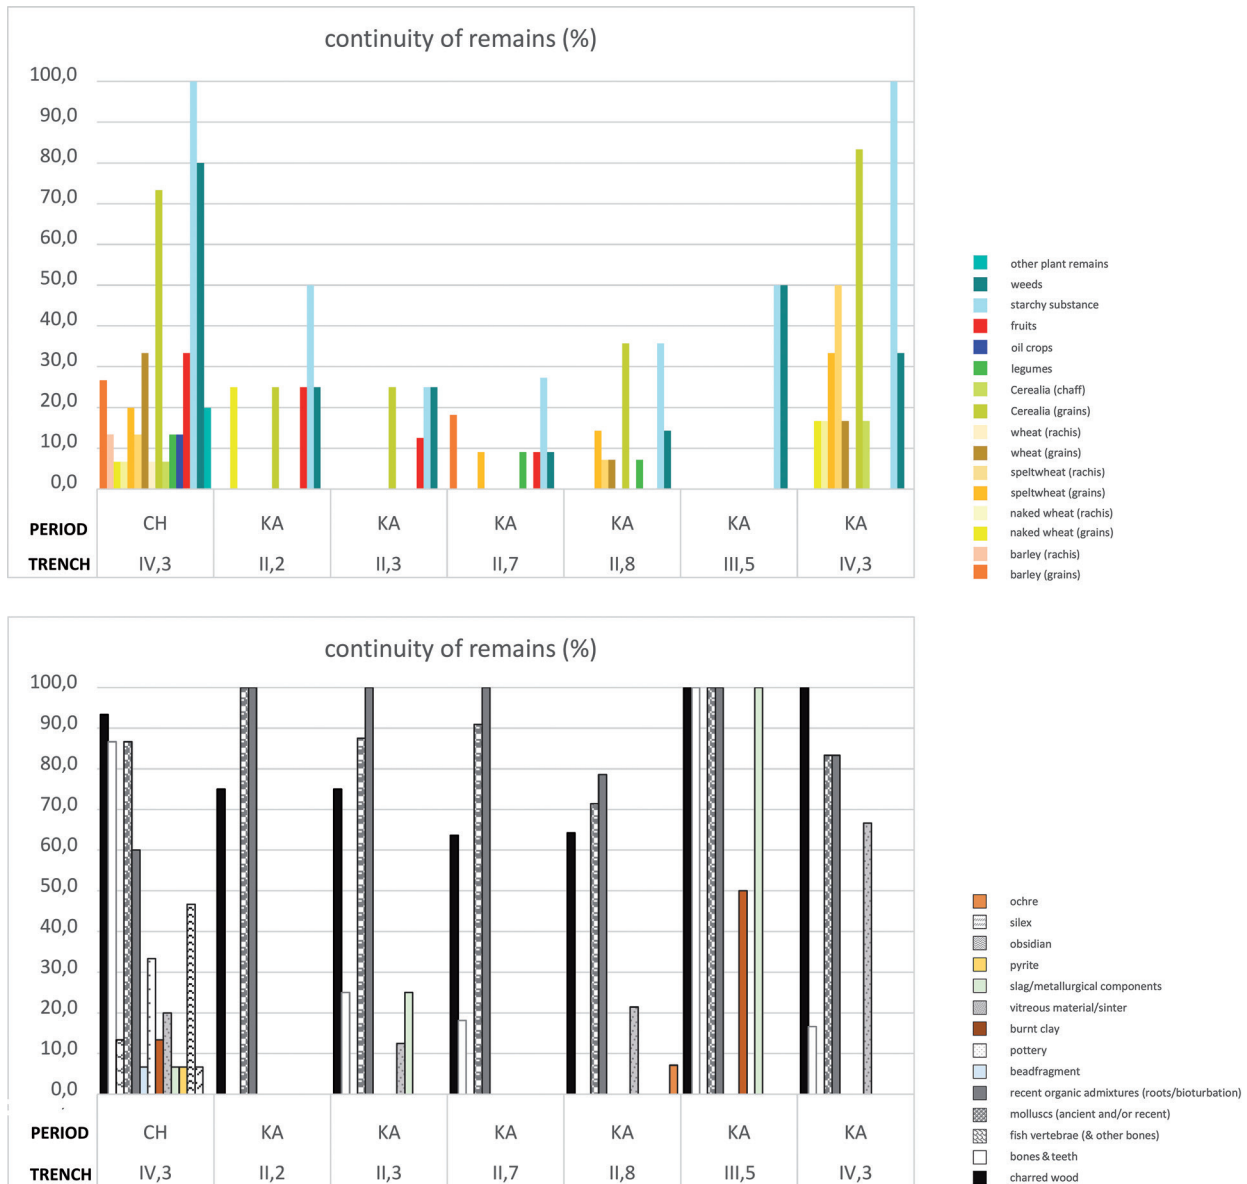 continuity of remains (%)
100,0
90,0
80,0
70,0
60,0
50,0
40,0
30,0
20,0
10,0
0,0
PERIOD CH KA KA KA KA KA KA
TRENCH IV,3 II,2 II,3 II,7 II,8 III,5 IV,3
other plant remains
weeds
starchy substance
fruits
oil crops
legumes
Cerealia (chaff)
Cerealia (grains)
wheat (rachis)
wheat (grains)
speltwheat (rachis)
speltwheat (grains)
naked wheat (rachis)
naked wheat (grains)
barley (rachis)
barley (grains)
continuity of remains (%)
100,0
90,0
80,0
70,0
60,0
50,0
40,0
30,0
20,0
10,0
0,0
PERIOD CH KA KA KA KA KA KA
TRENCH IV,3 II,2 II,3 II,7 II,8 III,5 IV,3
ochre
silex
obsidian
pyrite
slag/metallurgical components
vitreous material/sinter
burnt clay
pottery
beadfragment
recent organic admixtures (roots/bioturbation)
molluscs (ancient and/or recent)
fish vertebrae (& other bones)
bones & teeth
charred wood